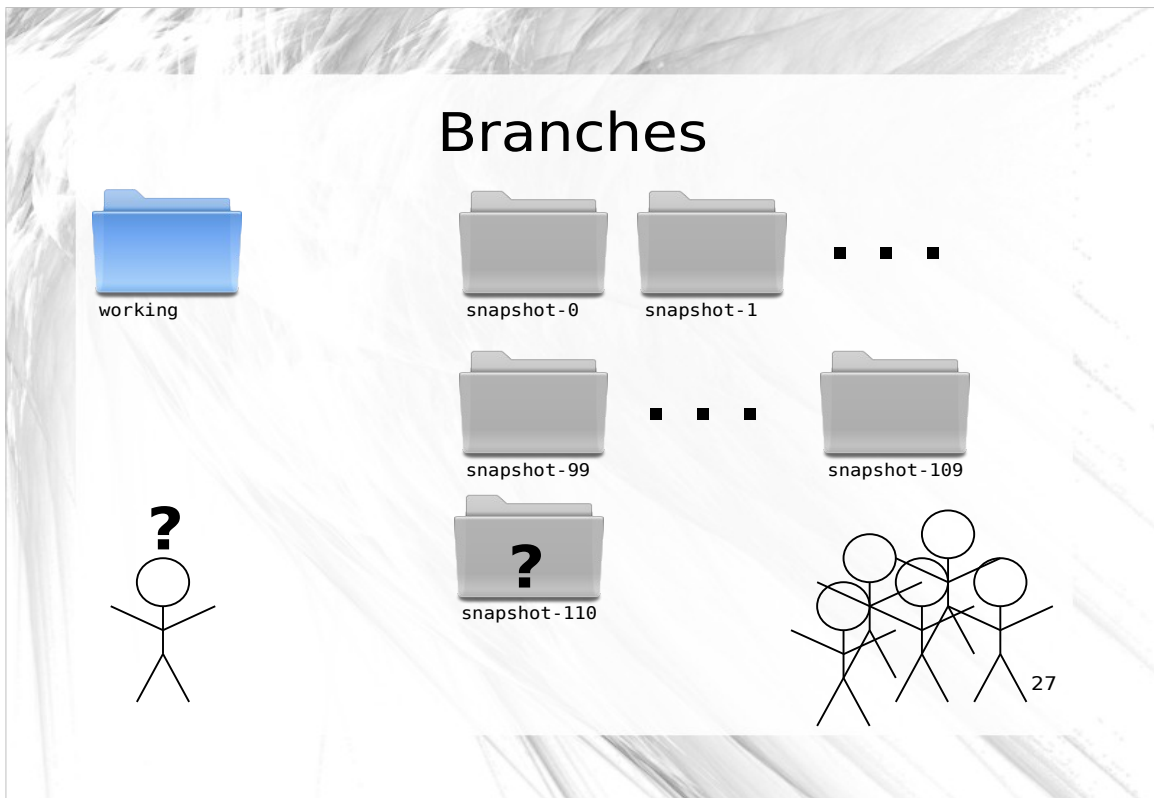 Branches
working
snapshot-0
snapshot-1
...
snapshot-99
...
snapshot-109
?
?
snapshot-110
27